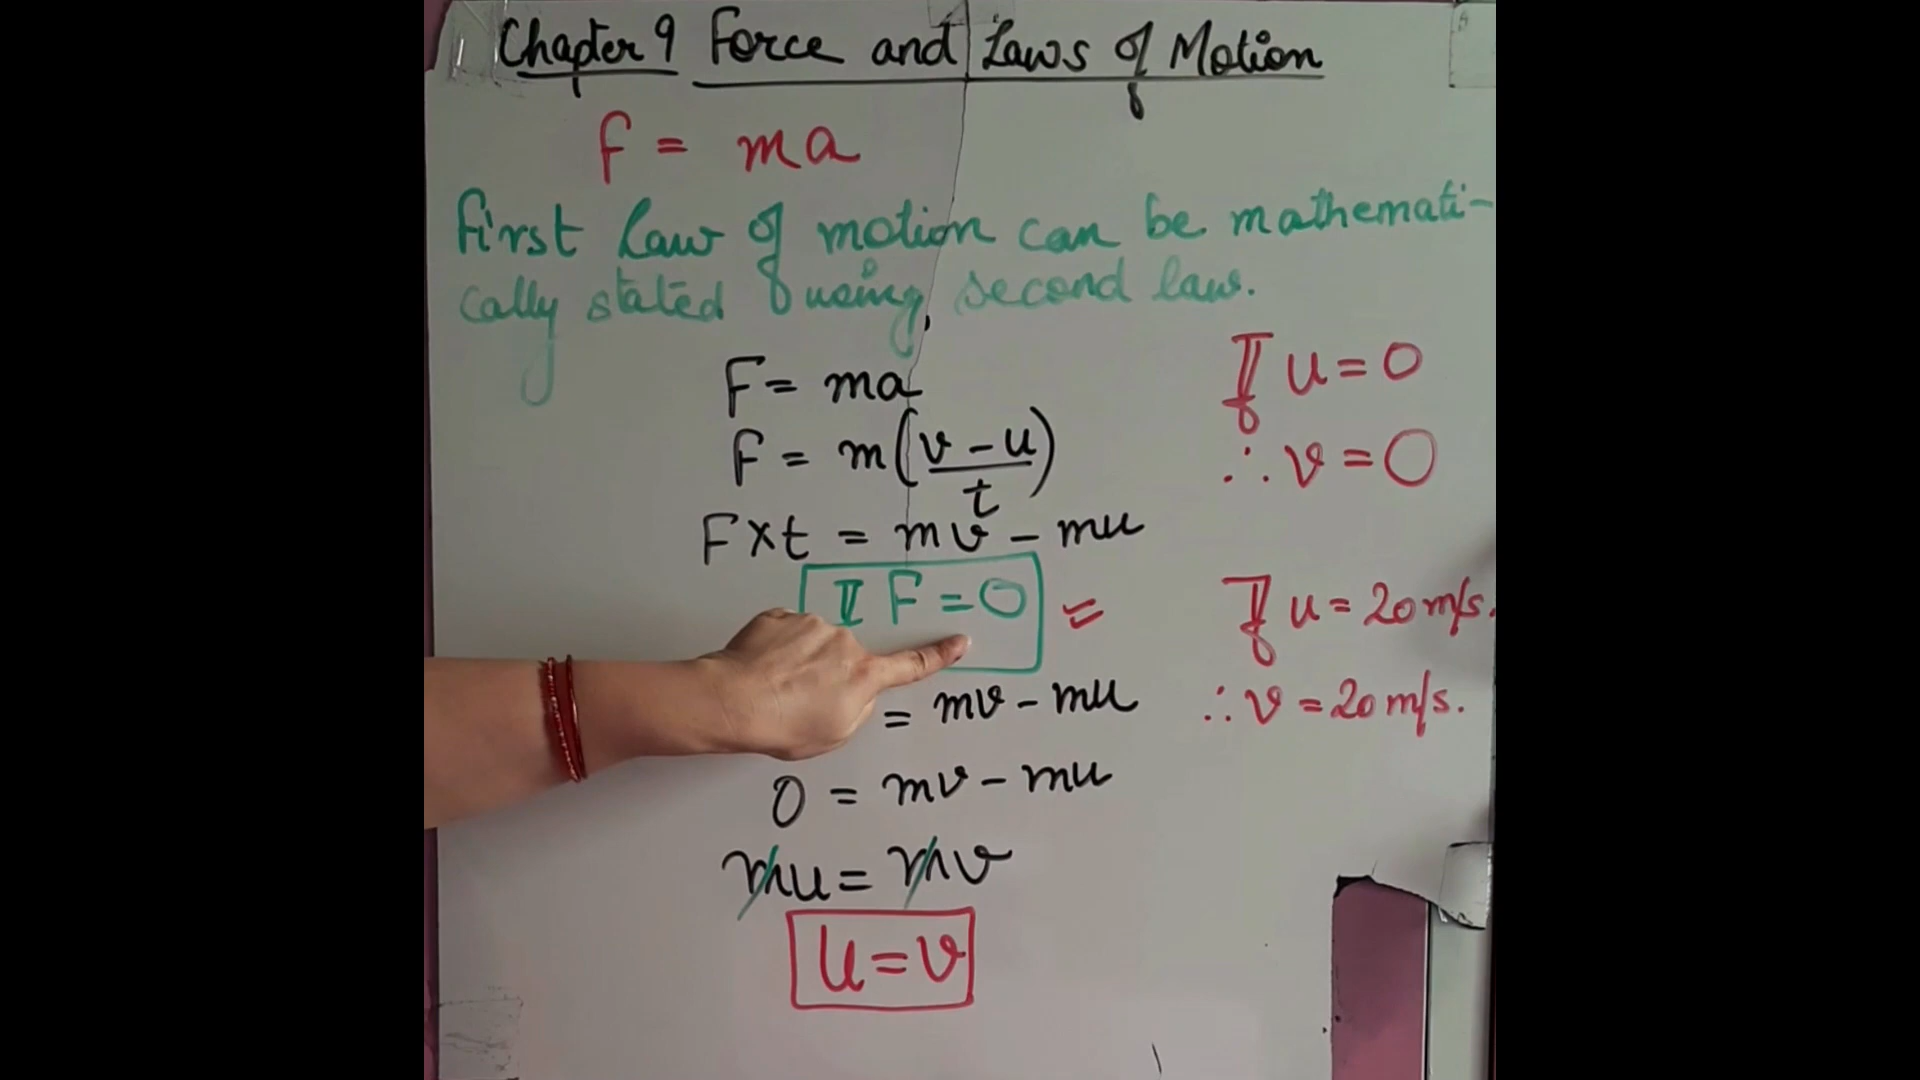 Chapter 9 Force and Laws of Motion
F = ma
First Law of motion can be mathemati-
cally stated using second law.
F = ma
F = m(v - u / t)
F × t = mv - mu
If F = 0 =
= mv - mu
0 = mv - mu
mu = mv
u = v
If u = 0
∴ v = 0
If u = 20 m/s.
∴ v = 20 m/s.